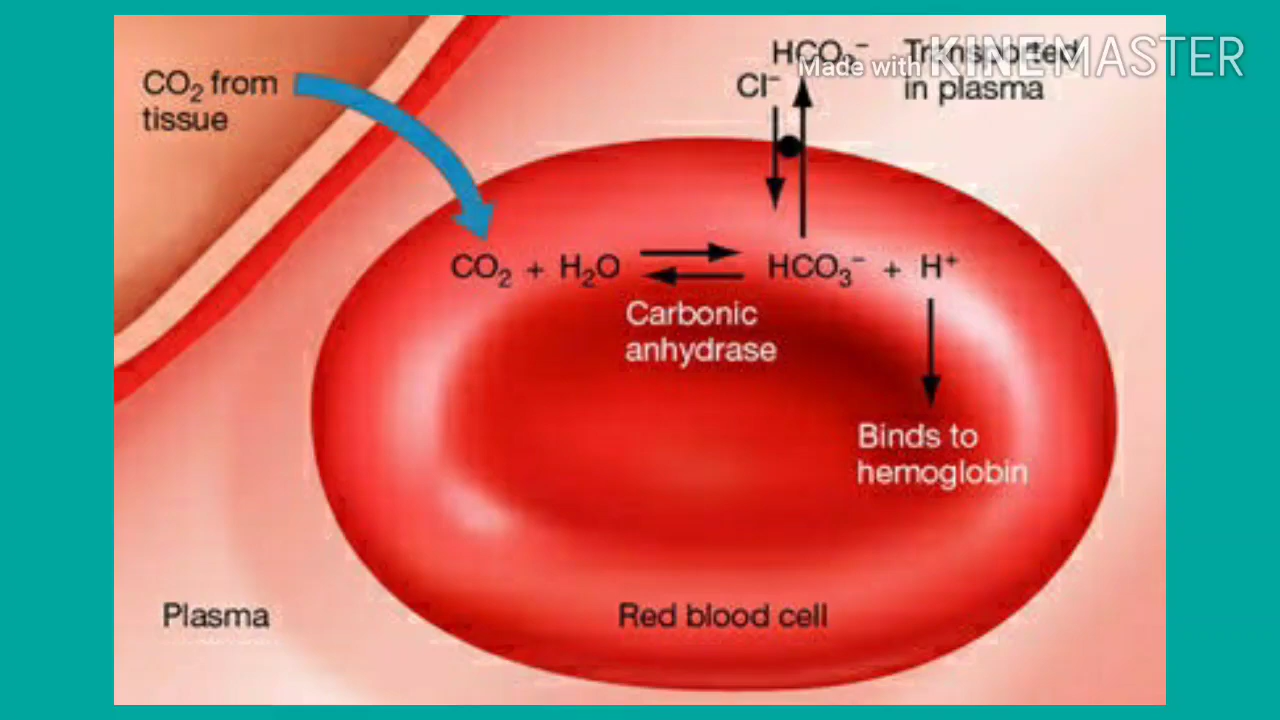 HCO₃⁻ Transported
Made with KINEMASTER
CO₂ from
tissue
Cl⁻
in plasma
CO₂ + H₂O
HCO₃⁻ + H⁺
Carbonic
anhydrase
Binds to
hemoglobin
Plasma
Red blood cell